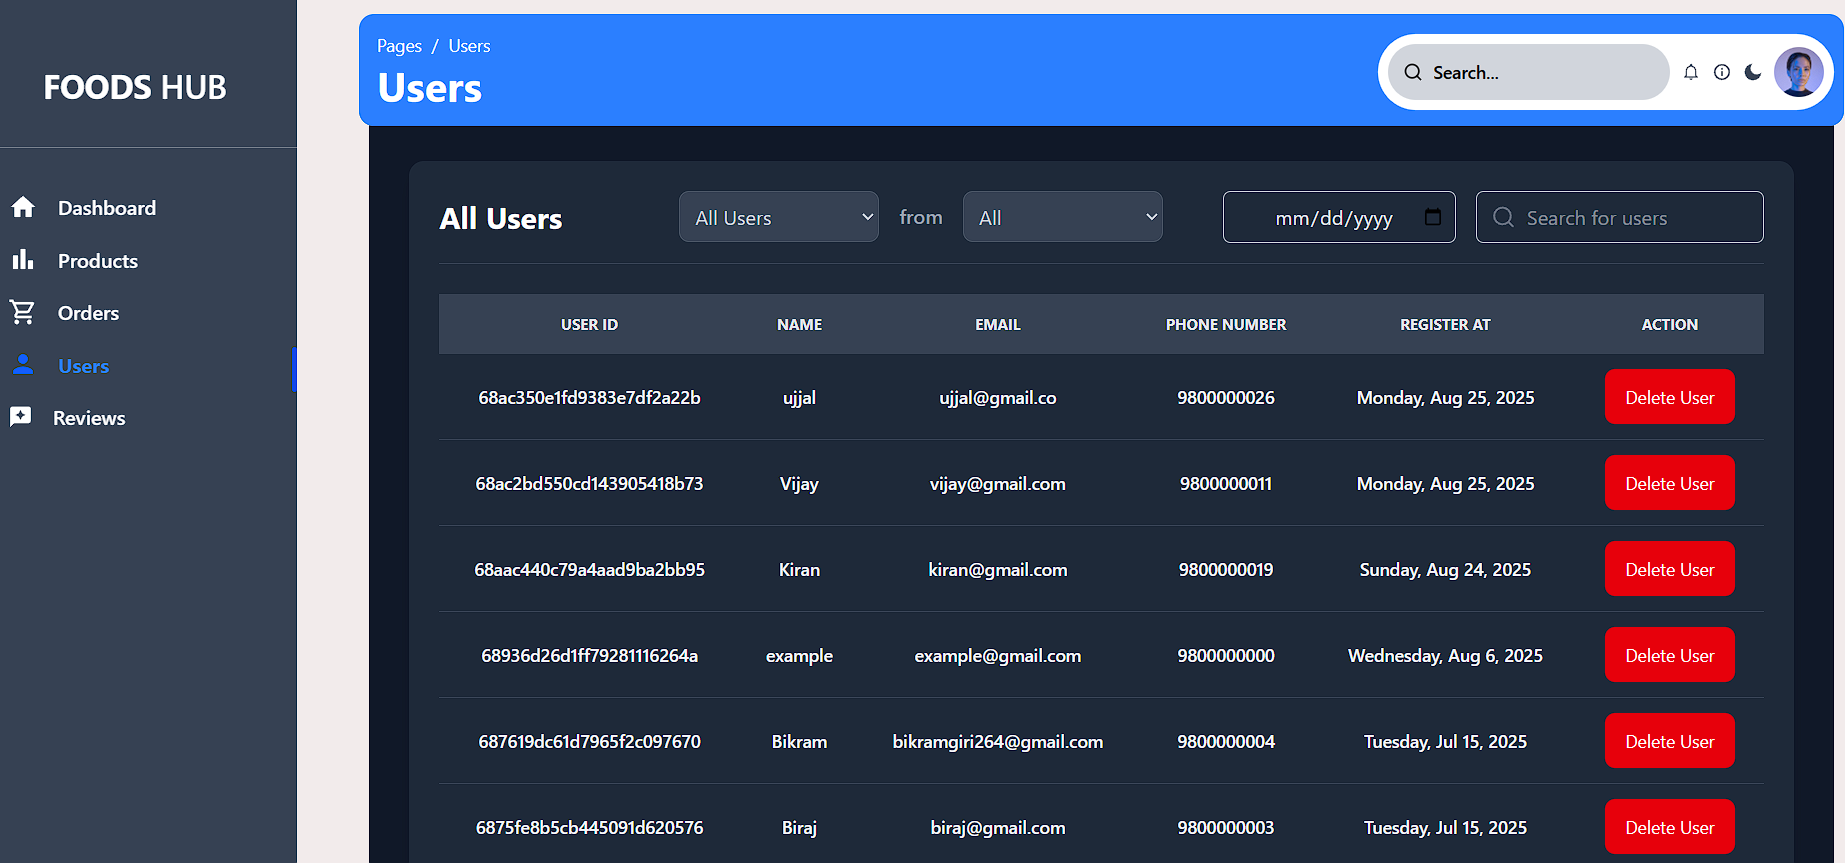 FOODS HUB
Dashboard
Products
Orders
Users
Reviews
Pages / Users
Users
Search...
All Users
All Users
from
All
mm/dd/yyyy
Search for users
USER ID NAME EMAIL PHONE NUMBER REGISTER AT ACTION
68ac350e1fd9383e7df2a22b ujjal ujjal@gmail.co 9800000026 Monday, Aug 25, 2025 Delete User
68ac2bd550cd143905418b73 Vijay vijay@gmail.com 9800000011 Monday, Aug 25, 2025 Delete User
68aac440c79a4aad9ba2bb95 Kiran kiran@gmail.com 9800000019 Sunday, Aug 24, 2025 Delete User
68936d26d1ff79281116264a example example@gmail.com 9800000000 Wednesday, Aug 6, 2025 Delete User
687619dc61d7965f2c097670 Bikram bikramgiri264@gmail.com 9800000004 Tuesday, Jul 15, 2025 Delete User
6875fe8b5cb445091d620576 Biraj biraj@gmail.com 9800000003 Tuesday, Jul 15, 2025 Delete User